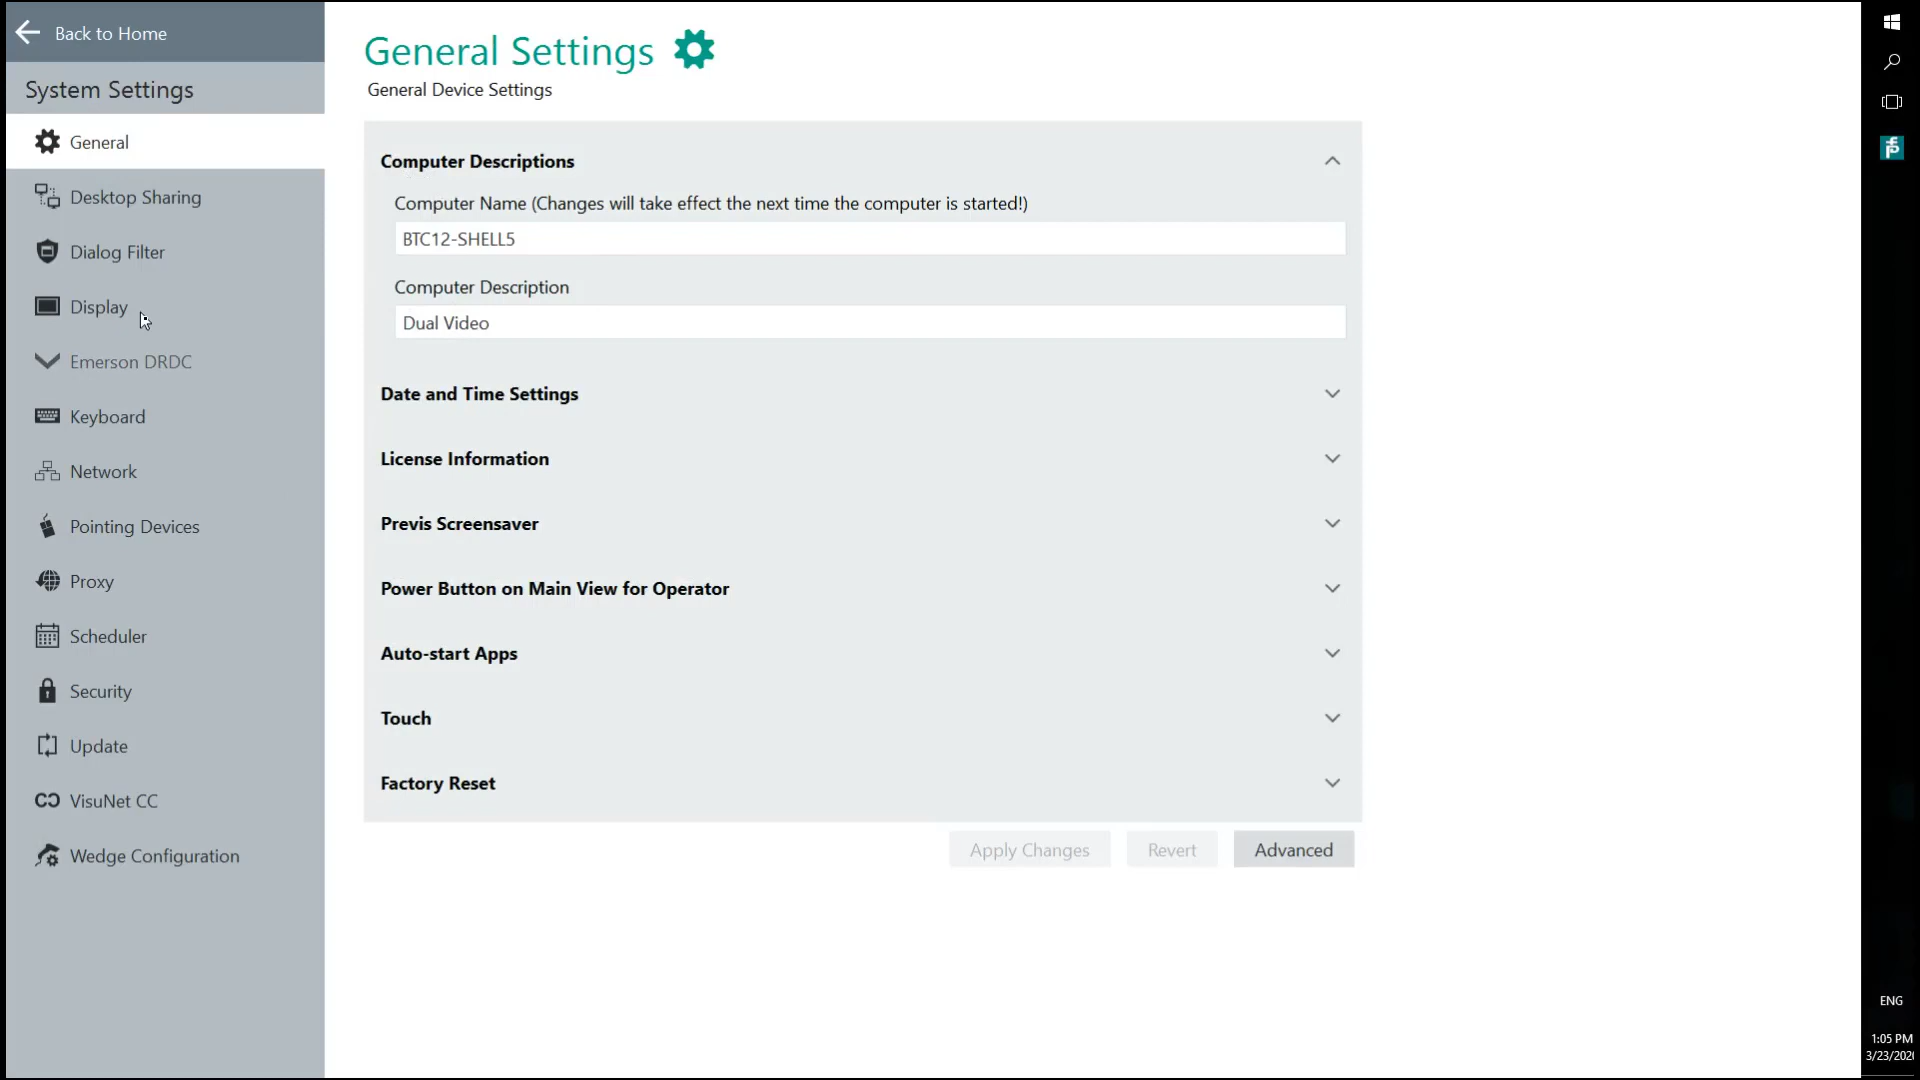 Back to Home
System Settings
General
Desktop Sharing
Dialog Filter
Display
Emerson DRDC
Keyboard
Network
Pointing Devices
Proxy
Scheduler
Security
Update
VisuNet CC
Wedge Configuration
General Settings
General Device Settings
Computer Descriptions
Computer Name (Changes will take effect the next time the computer is started!)
BTC12-SHELL5
Computer Description
Dual Video
Date and Time Settings
License Information
Previs Screensaver
Power Button on Main View for Operator
Auto-start Apps
Touch
Factory Reset
Apply Changes
Revert
Advanced
ENG
1:05 PM
3/23/202